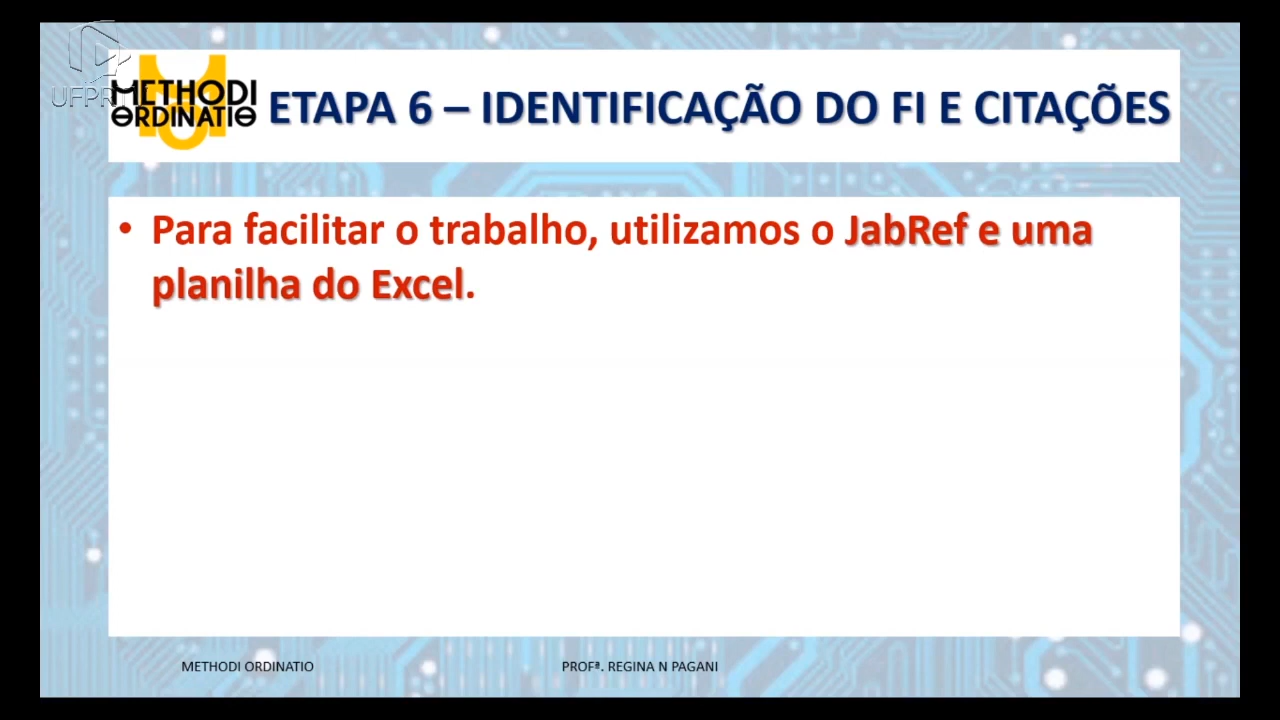 UFPR TV
METHODI
ORDINATIO
ETAPA 6 – IDENTIFICAÇÃO DO FI E CITAÇÕES
• Para facilitar o trabalho, utilizamos o JabRef e uma
planilha do Excel.
METHODI ORDINATIO
PROFª. REGINA N PAGANI